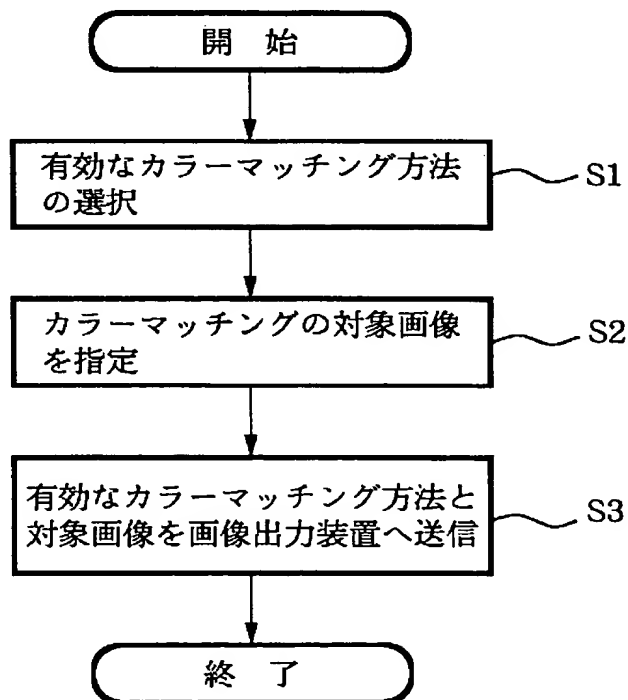 開 始
有効なカラーマッチング方法
の選択
S1
カラーマッチングの対象画像
を指定
S2
有効なカラーマッチング方法と
対象画像を画像出力装置へ送信
S3
終 了